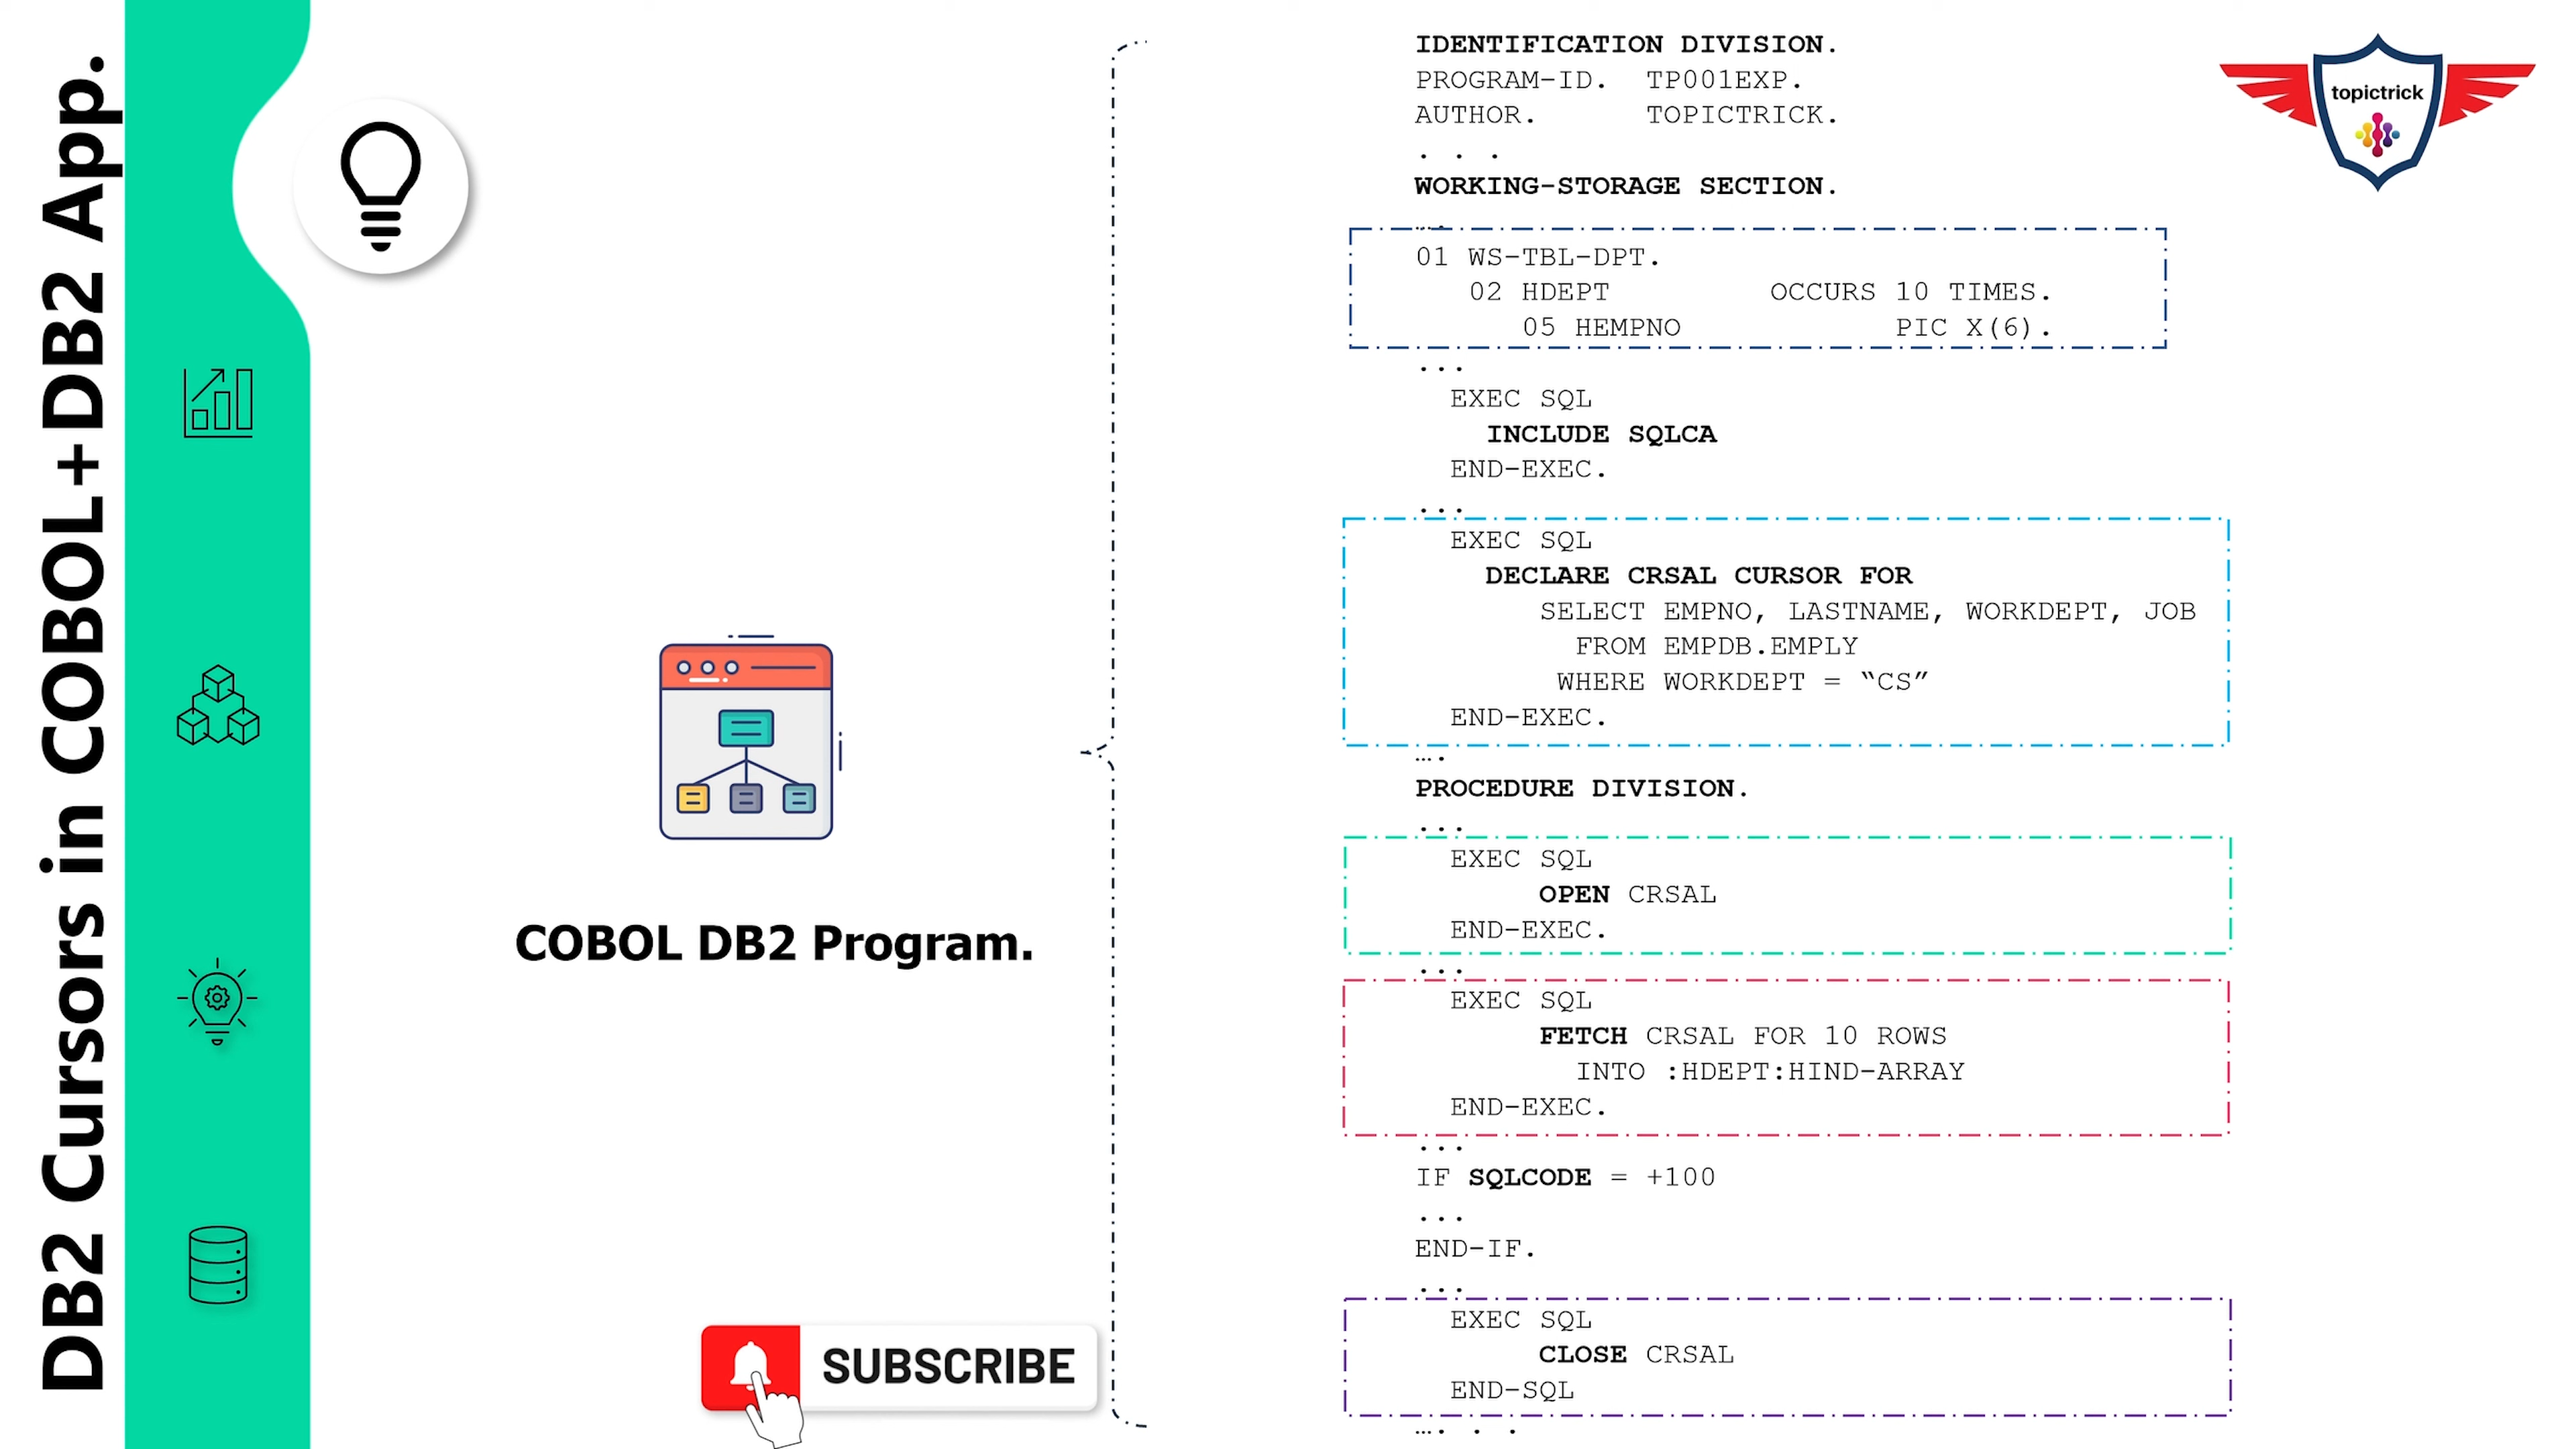 DB2 Cursors in COBOL+DB2 App.
COBOL DB2 Program.
SUBSCRIBE
IDENTIFICATION DIVISION.
PROGRAM-ID. TP001EXP.
AUTHOR. TOPICTRICK.
. . .
WORKING-STORAGE SECTION.
….
01 WS-TBL-DPT.
02 HDEPT OCCURS 10 TIMES.
05 HEMPNO PIC X(6).
...
EXEC SQL
INCLUDE SQLCA
END-EXEC.
...
EXEC SQL
DECLARE CRSAL CURSOR FOR
SELECT EMPNO, LASTNAME, WORKDEPT, JOB
FROM EMPDB.EMPLY
WHERE WORKDEPT = “CS”
END-EXEC.
….
PROCEDURE DIVISION.
...
EXEC SQL
OPEN CRSAL
END-EXEC.
...
EXEC SQL
FETCH CRSAL FOR 10 ROWS
INTO :HDEPT:HIND-ARRAY
END-EXEC.
...
IF SQLCODE = +100
...
END-IF.
...
EXEC SQL
CLOSE CRSAL
END-SQL
…. . .
topictrick